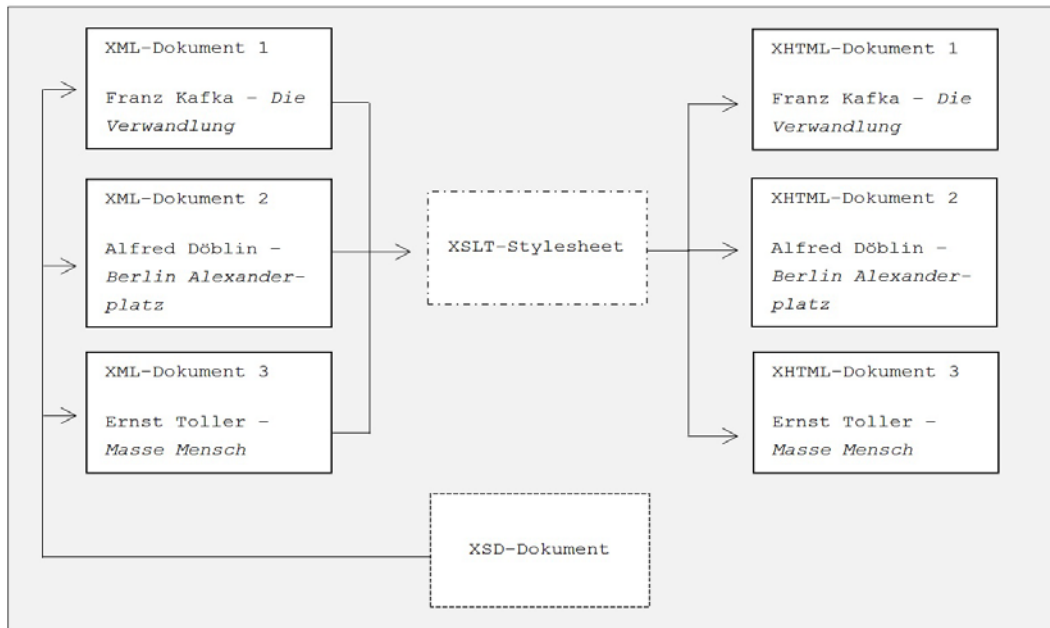 XML-Dokument 1
Franz Kafka – Die
Verwandlung
XML-Dokument 2
Alfred Döblin –
Berlin Alexander-
platz
XML-Dokument 3
Ernst Toller –
Masse Mensch
XSLT-Stylesheet
XSD-Dokument
XHTML-Dokument 1
Franz Kafka – Die
Verwandlung
XHTML-Dokument 2
Alfred Döblin –
Berlin Alexander-
platz
XHTML-Dokument 3
Ernst Toller –
Masse Mensch